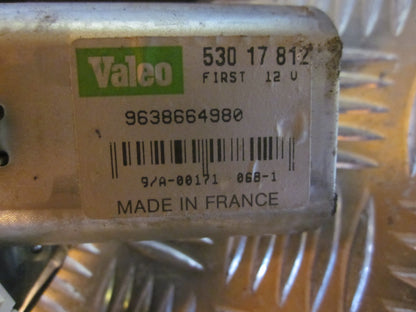 Valeo
530 17 812
FIRST 12 V
9638664980
9/A-00171 068-1
MADE IN FRANCE